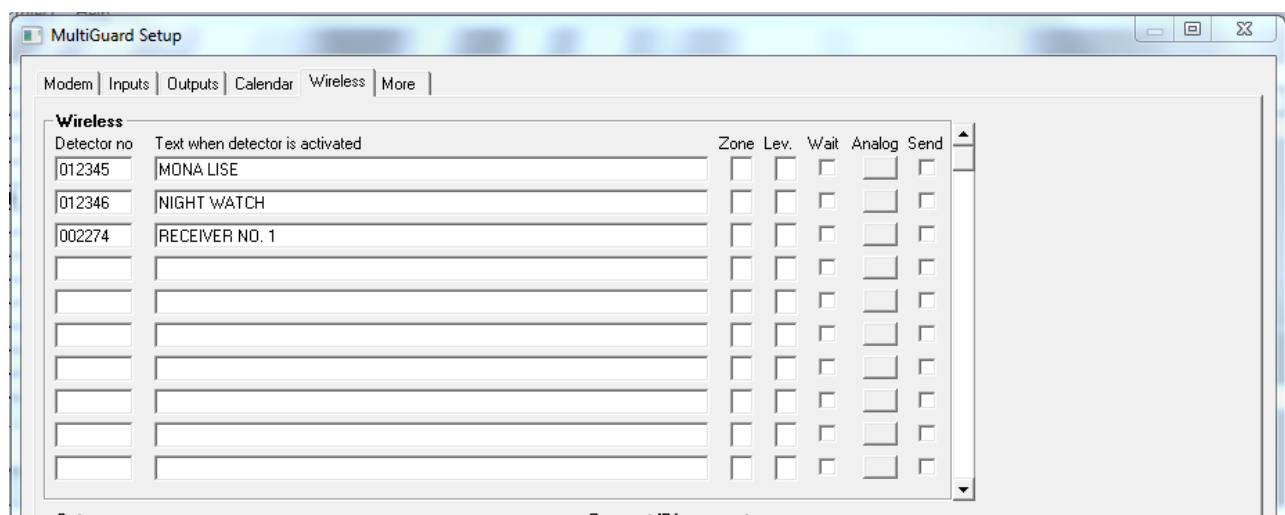 MultiGuard Setup
Modem Inputs Outputs Calendar Wireless More
Wireless
Detector no Text when detector is activated Zone Lev. Wait Analog Send
012345 MONA LISE
012346 NIGHT WATCH
002274 RECEIVER NO. 1